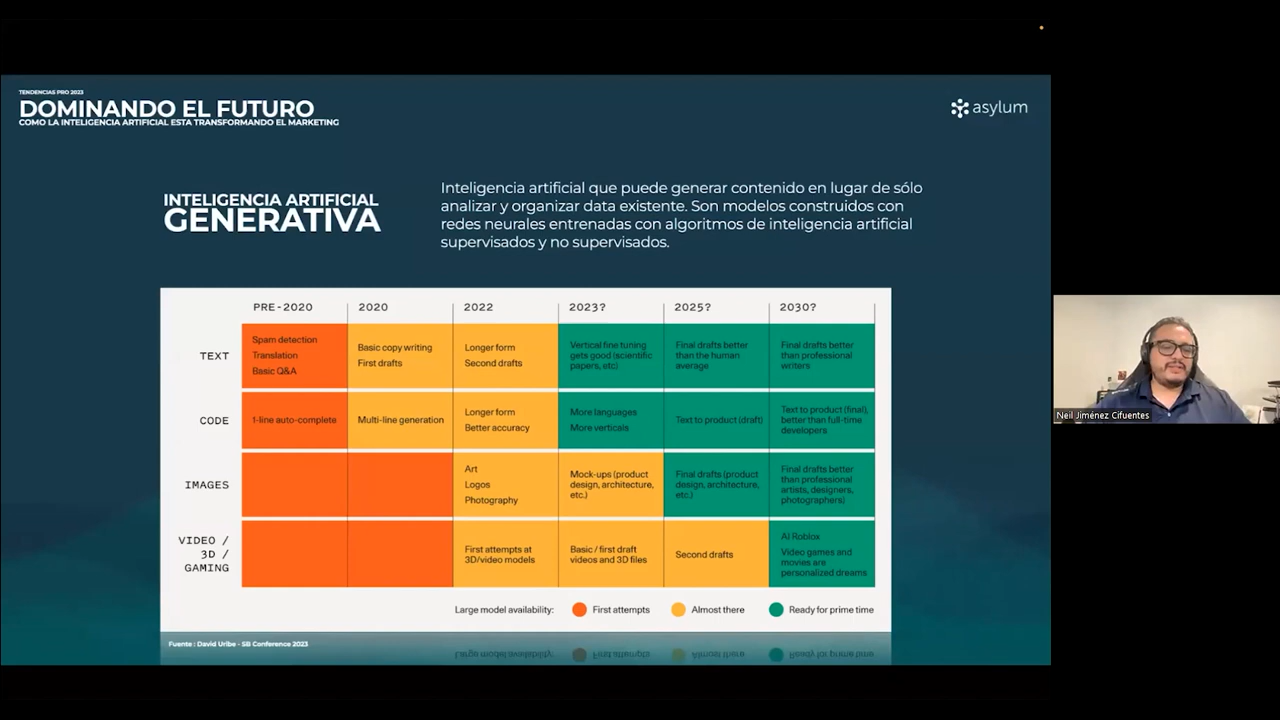 TENDENCIAS PRO 2023
DOMINANDO EL FUTURO
COMO LA INTELIGENCIA ARTIFICIAL ESTA TRANSFORMANDO EL MARKETING
asylum
INTELIGENCIA ARTIFICIAL
GENERATIVA
Inteligencia artificial que puede generar contenido en lugar de sólo
analizar y organizar data existente. Son modelos construidos con
redes neurales entrenadas con algoritmos de inteligencia artificial
supervisados y no supervisados.
PRE-2020 2020 2022 2023? 2025? 2030?
TEXT
Spam detection
Translation
Basic Q&A
Basic copy writing
First drafts
Longer form
Second drafts
Vertical fine tuning
gets good (scientific
papers, etc)
Final drafts better
than the human
average
Final drafts better
than professional
writers
CODE
1-line auto-complete
Multi-line generation
Longer form
Better accuracy
More languages
More verticals
Text to product (draft)
Text to product (final),
better than full-time
developers
IMAGES
Art
Logos
Photography
Mock-ups (product
design, architecture,
etc.)
Final drafts (product
design, architecture,
etc.)
Final drafts better
than professional
artists, designers,
photographers)
VIDEO /
3D /
GAMING
First attempts at
3D/video models
Basic / first draft
videos and 3D files
Second drafts
AI Roblox
Video games and
movies are
personalized dreams
Large model availability: First attempts Almost there Ready for prime time
Fuente : David Uribe - SB Conference 2023
Neil Jiménez Cifuentes